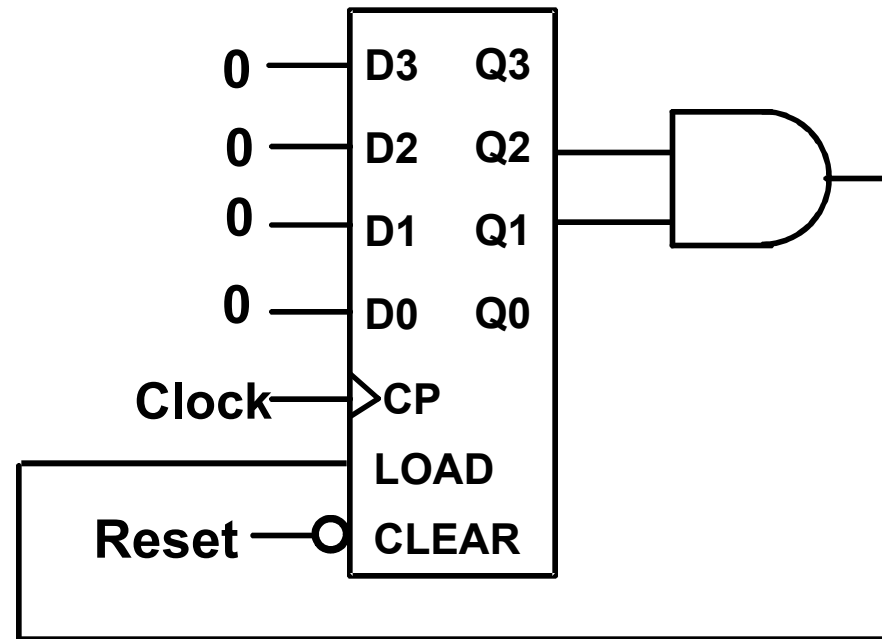 0 D3 Q3
0 D2 Q2
0 D1 Q1
0 D0 Q0
Clock CP
LOAD
Reset CLEAR